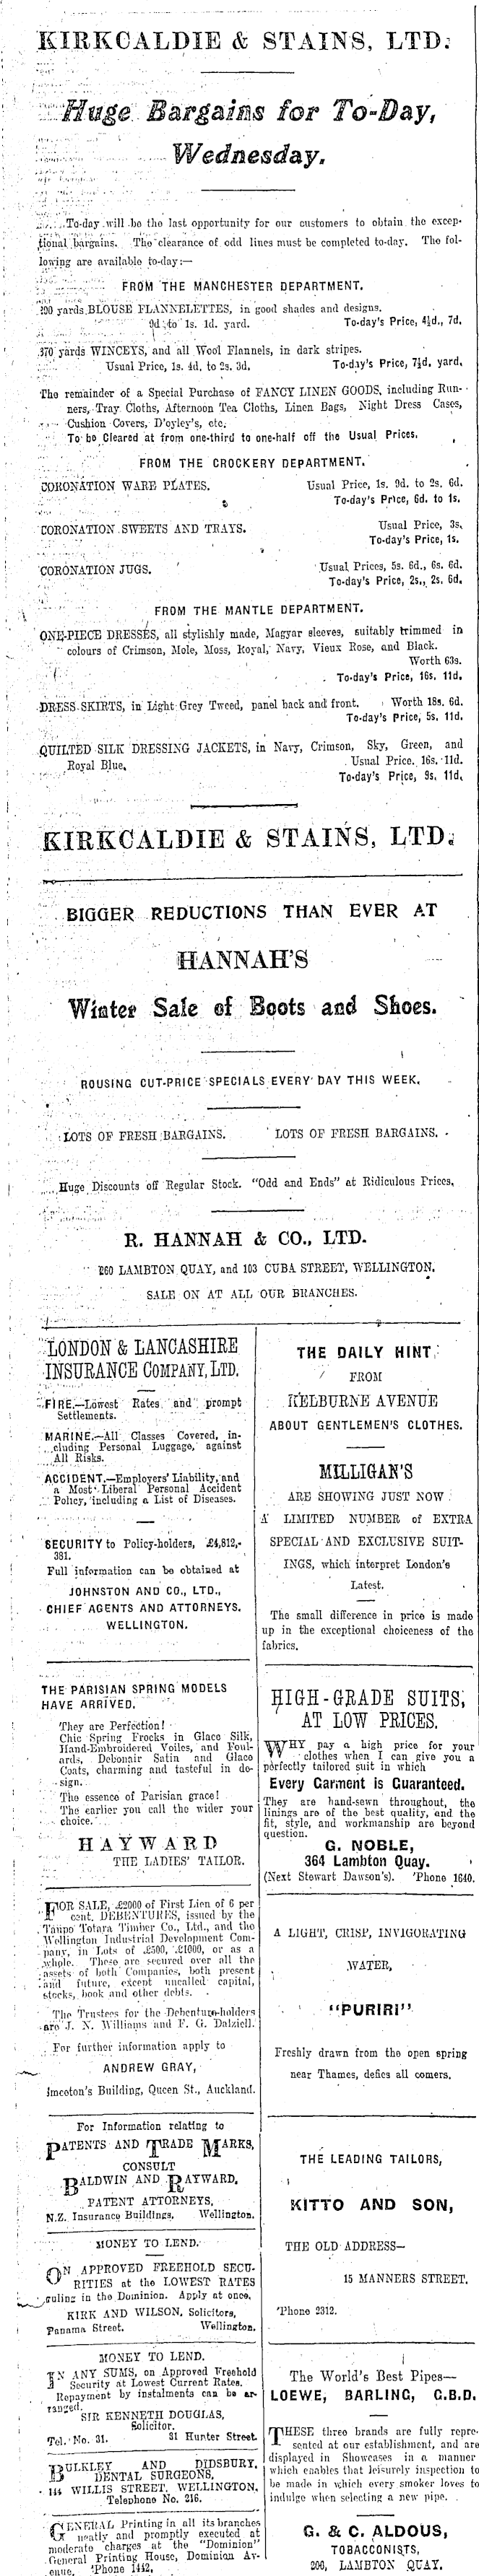 KIRKCALDIE & STAINS, LTD.
Huge Bargains for To-Day,
Wednesday.
To-day will be the last opportunity for our customers to obtain the excep-
tional bargains. The clearance of odd lines must be completed to-day. The fol-
lowing are available to-day:—
FROM THE MANCHESTER DEPARTMENT.
yards BLOUSE FLANNELETTES, in good shades and designs.
9d. to 1s. 1d. yard. To-day's Price, 4½d., 7d.
370 yards WINCEYS, and all Wool Flannels, in dark stripes.
Usual Price, 1s. 4d. to 2s. 3d. To-day's Price, 7½d. yard.
The remainder of a Special Purchase of FANCY LINEN GOODS, including Run-
ners, Tray Cloths, Afternoon Tea Cloths, Linen Bags, Night Dress Cases,
Cushion Covers, D'oyley's, etc.
To be Cleared at from one-third to one-half off the Usual Prices.
FROM THE CROCKERY DEPARTMENT.
CORONATION WARE PLATES. Usual Price, 1s. 9d. to 2s. 6d.
To-day's Price, 6d. to 1s.
CORONATION SWEETS AND TRAYS. Usual Price, 3s.
To-day's Price, 1s.
CORONATION JUGS. Usual Prices, 5s. 6d., 6s. 6d.
To-day's Price, 2s., 2s. 6d.
FROM THE MANTLE DEPARTMENT.
ONE-PIECE DRESSES, all stylishly made, Magyar sleeves, suitably trimmed in
colours of Crimson, Mole, Moss, Royal, Navy, Vieux Rose, and Black.
Worth 63s.
To-day's Price, 16s. 11d.
DRESS SKIRTS, in Light Grey Tweed, panel back and front. Worth 18s. 6d.
To-day's Price, 5s. 11d.
QUILTED SILK DRESSING JACKETS, in Navy, Crimson, Sky, Green, and
Royal Blue. Usual Price. 16s. 11d.
To-day's Price, 9s. 11d.
KIRKCALDIE & STAINS, LTD.
BIGGER REDUCTIONS THAN EVER AT
HANNAH'S
Winter Sale of Boots and Shoes.
ROUSING CUT-PRICE SPECIALS EVERY DAY THIS WEEK.
LOTS OF FRESH BARGAINS. LOTS OF FRESH BARGAINS.
Huge Discounts off Regular Stock. "Odd and Ends" at Ridiculous Prices.
R. HANNAH & CO., LTD.
260 LAMBTON QUAY, and 103 CUBA STREET, WELLINGTON.
SALE ON AT ALL OUR BRANCHES.
LONDON & LANCASHIRE
INSURANCE COMPANY, LTD.
FIRE.—Lowest Rates and prompt
Settlements.
MARINE.—All Classes Covered, in-
cluding Personal Luggage, against
All Risks.
ACCIDENT.—Employers' Liability, and
a Most Liberal Personal Accident
Policy, including a List of Diseases.
SECURITY to Policy-holders, £4,812,-
381.
Full information can be obtained at
JOHNSTON AND CO., LTD.,
CHIEF AGENTS AND ATTORNEYS.
WELLINGTON.
THE PARISIAN SPRING MODELS
HAVE ARRIVED.
They are Perfection!
Chic Spring Frocks in Glace Silk,
Hand-Embroidered Voiles, and Foul-
ards, Debonair Satin and Glace
Coats, charming and tasteful in de-
sign.
The essence of Parisian grace!
The earlier you call the wider your
choice.
HAYWARD
THE LADIES' TAILOR.
FOR SALE, £2000 of First Lien of 6 per
cent. DEBENTURES, issued by the
Taupo Totara Timber Co., Ltd., and the
Wellington Industrial Development Com-
pany, in Lots of £500, £1000, or as a
whole. These are secured over all the
assets of both Companies, both present
and future, except uncalled capital,
stocks, book and other debts.
The Trustees for the Debenture-holders
are J. N. Williams and F. G. Dalziell.
For further information apply to
ANDREW GRAY,
Smeeton's Building, Queen St., Auckland.
For Information relating to
PATENTS AND TRADE MARKS,
CONSULT
BALDWIN AND RAYWARD,
PATENT ATTORNEYS,
N.Z. Insurance Buildings, Wellington.
MONEY TO LEND.
ON APPROVED FREEHOLD SECU-
RITIES at the LOWEST RATES
ruling in the Dominion. Apply at once,
KIRK AND WILSON, Solicitors,
Panama Street. Wellington.
MONEY TO LEND.
IN ANY SUMS, on Approved Freehold
Security at Lowest Current Rates.
Repayment by instalments can be ar-
ranged.
SIR KENNETH DOUGLAS,
Solicitor.
Tel. No. 31. 31 Hunter Street
BULKLEY AND DIDSBURY,
DENTAL SURGEONS,
144 WILLIS STREET, WELLINGTON.
Telephone No. 216.
GENERAL Printing in all its branches
neatly and promptly executed at
moderate charges at the "Dominion"
General Printing House, Dominion Av-
enue. 'Phone 1442.
THE DAILY HINT
FROM
KELBURNE AVENUE
ABOUT GENTLEMEN'S CLOTHES.
MILLIGAN'S
ARE SHOWING JUST NOW
A LIMITED NUMBER of EXTRA
SPECIAL AND EXCLUSIVE SUIT-
INGS, which interpret London's
Latest.
The small difference in price is made
up in the exceptional choiceness of the
fabrics.
HIGH-GRADE SUITS,
AT LOW PRICES.
WHY pay a high price for your
clothes when I can give you a
perfectly tailored suit in which
Every Garment is Guaranteed.
They are hand-sewn throughout, the
linings are of the best quality, and the
fit, style, and workmanship are beyond
question.
G. NOBLE,
364 Lambton Quay.
(Next Stewart Dawson's). 'Phone 1640.
A LIGHT, CRISP, INVIGORATING
WATER,
"PURIRI"
Freshly drawn from the open spring
near Thames, defies all comers.
THE LEADING TAILORS,
KITTO AND SON,
THE OLD ADDRESS—
15 MANNERS STREET.
'Phone 2312.
The World's Best Pipes—
LOEWE, BARLING, C.B.D.
THESE three brands are fully repre-
sented at our establishment, and are
displayed in Showcases in a manner
which enables that leisurely inspection to
be made in which every smoker loves to
indulge when selecting a new pipe.
G. & C. ALDOUS,
TOBACCONISTS,
206, LAMBTON QUAY.